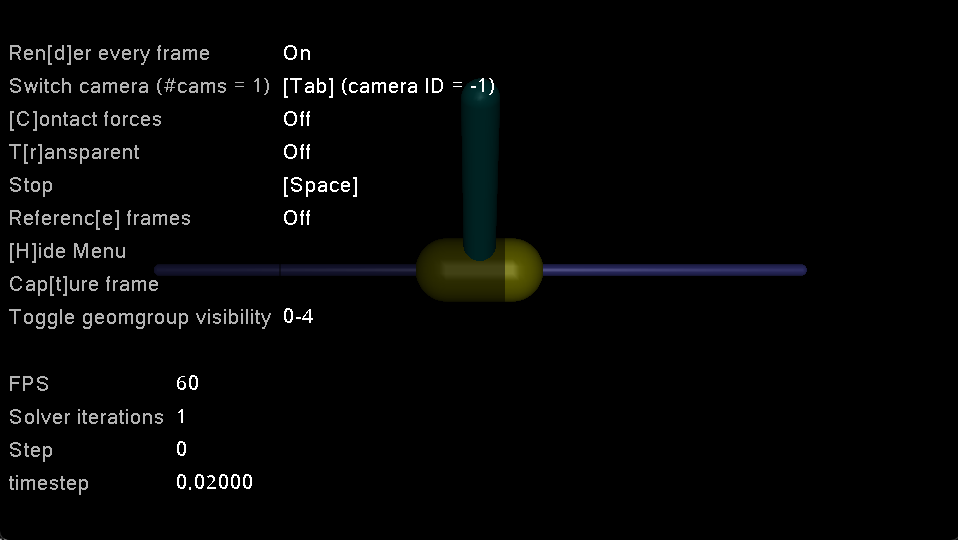 Ren[d]er every frame On
Switch camera (#cams = 1) [Tab] (camera ID = -1)
[C]ontact forces Off
T[r]ansparent Off
Stop [Space]
Referenc[e] frames Off
[H]ide Menu
Cap[t]ure frame
Toggle geomgroup visibility 0-4
FPS 60
Solver iterations 1
Step 0
timestep 0.02000